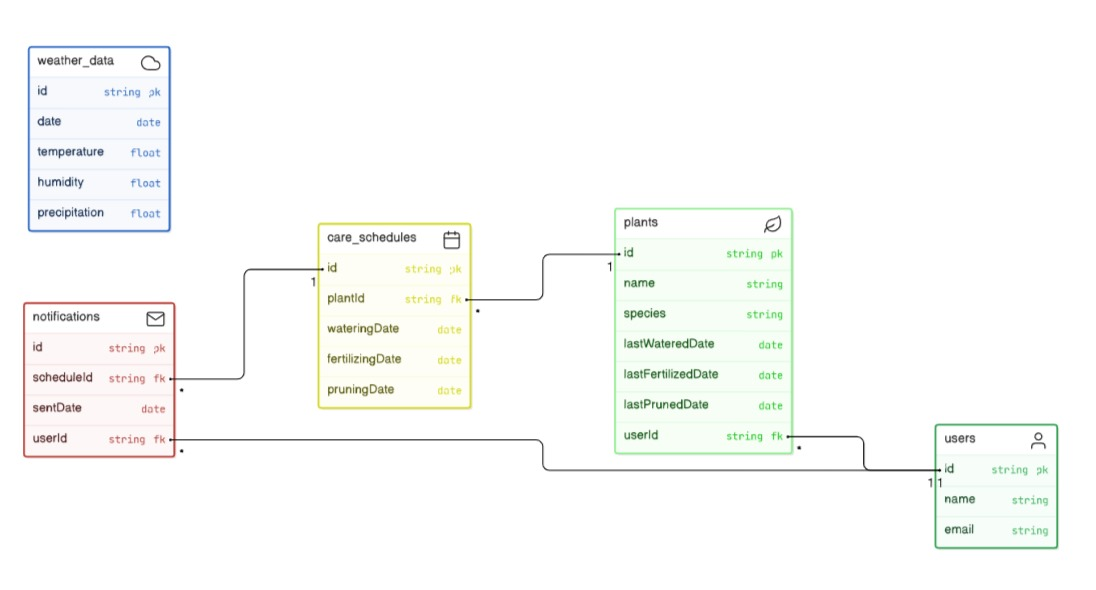 weather_data
id string pk
date date
temperature float
humidity float
precipitation float
notifications
id string pk
scheduleId string fk
sentDate date
userId string fk
*
*
care_schedules
id string pk
1
plantId string fk
*
wateringDate date
fertilizingDate date
pruningDate date
plants
id string pk
1
name string
species string
lastWateredDate date
lastFertilizedDate date
lastPrunedDate date
userId string fk
*
users
id string pk
1 1
name string
email string